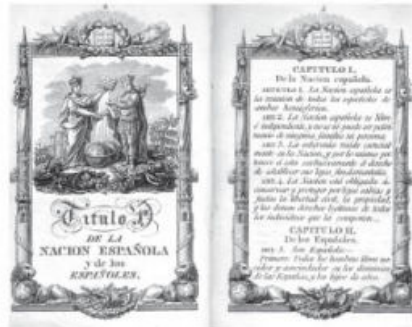 Título I.º
DE LA
NACION ESPAÑOLA
y de los
ESPAÑOLES.
CAPITULO I.
De la Nacion española.
ARTICULO 1. La Nacion española es
la reunion de todos los españoles de
ambos hemisferios.
ART. 2. La Nacion española es libre
é independiente, y no es ni puede ser patri-
monio de ninguna familia ni persona.
ART. 3. La soberanía reside esencial-
mente en la Nacion, y por lo mismo per-
tenece á esta exclusivamente el derecho
de establecer sus leyes fundamentales.
ART. 4. La Nacion está obligada á
conservar y proteger por leyes sabias y
justas la libertad civil, la propiedad,
y los demas derechos legítimos de todos
los individuos que la componen.
CAPITULO II.
De los Españoles.
ART. 5. Son Españoles:
Primero. Todos los hombres libres na-
cidos y avecindados en los dominios
de las Españas, y los hijos de estos.